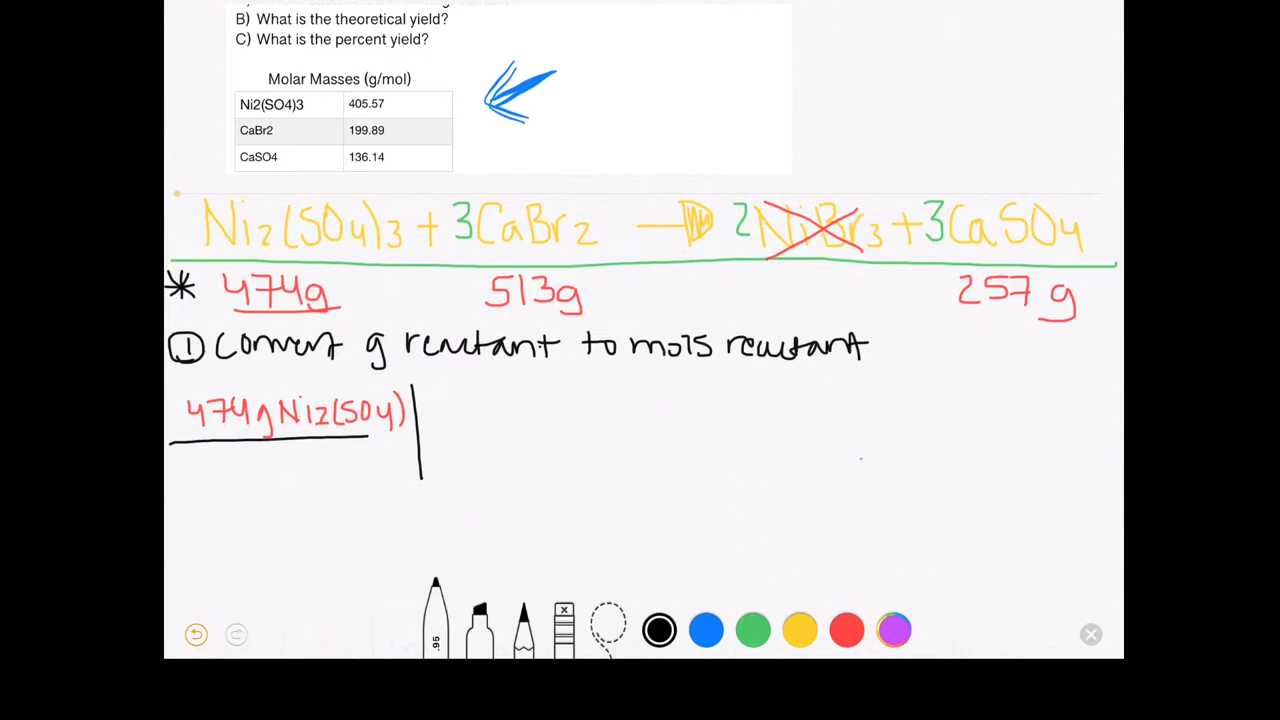 B) What is the theoretical yield?
C) What is the percent yield?
Molar Masses (g/mol)
Ni2(SO4)3 405.57
CaBr2 199.89
CaSO4 136.14
Ni2(SO4)3 + 3CaBr2 → 2NiBr3 + 3CaSO4
* 474g 513g 257 g
① Convert g reactant to mols reactant
474g Ni2(SO4)
.95